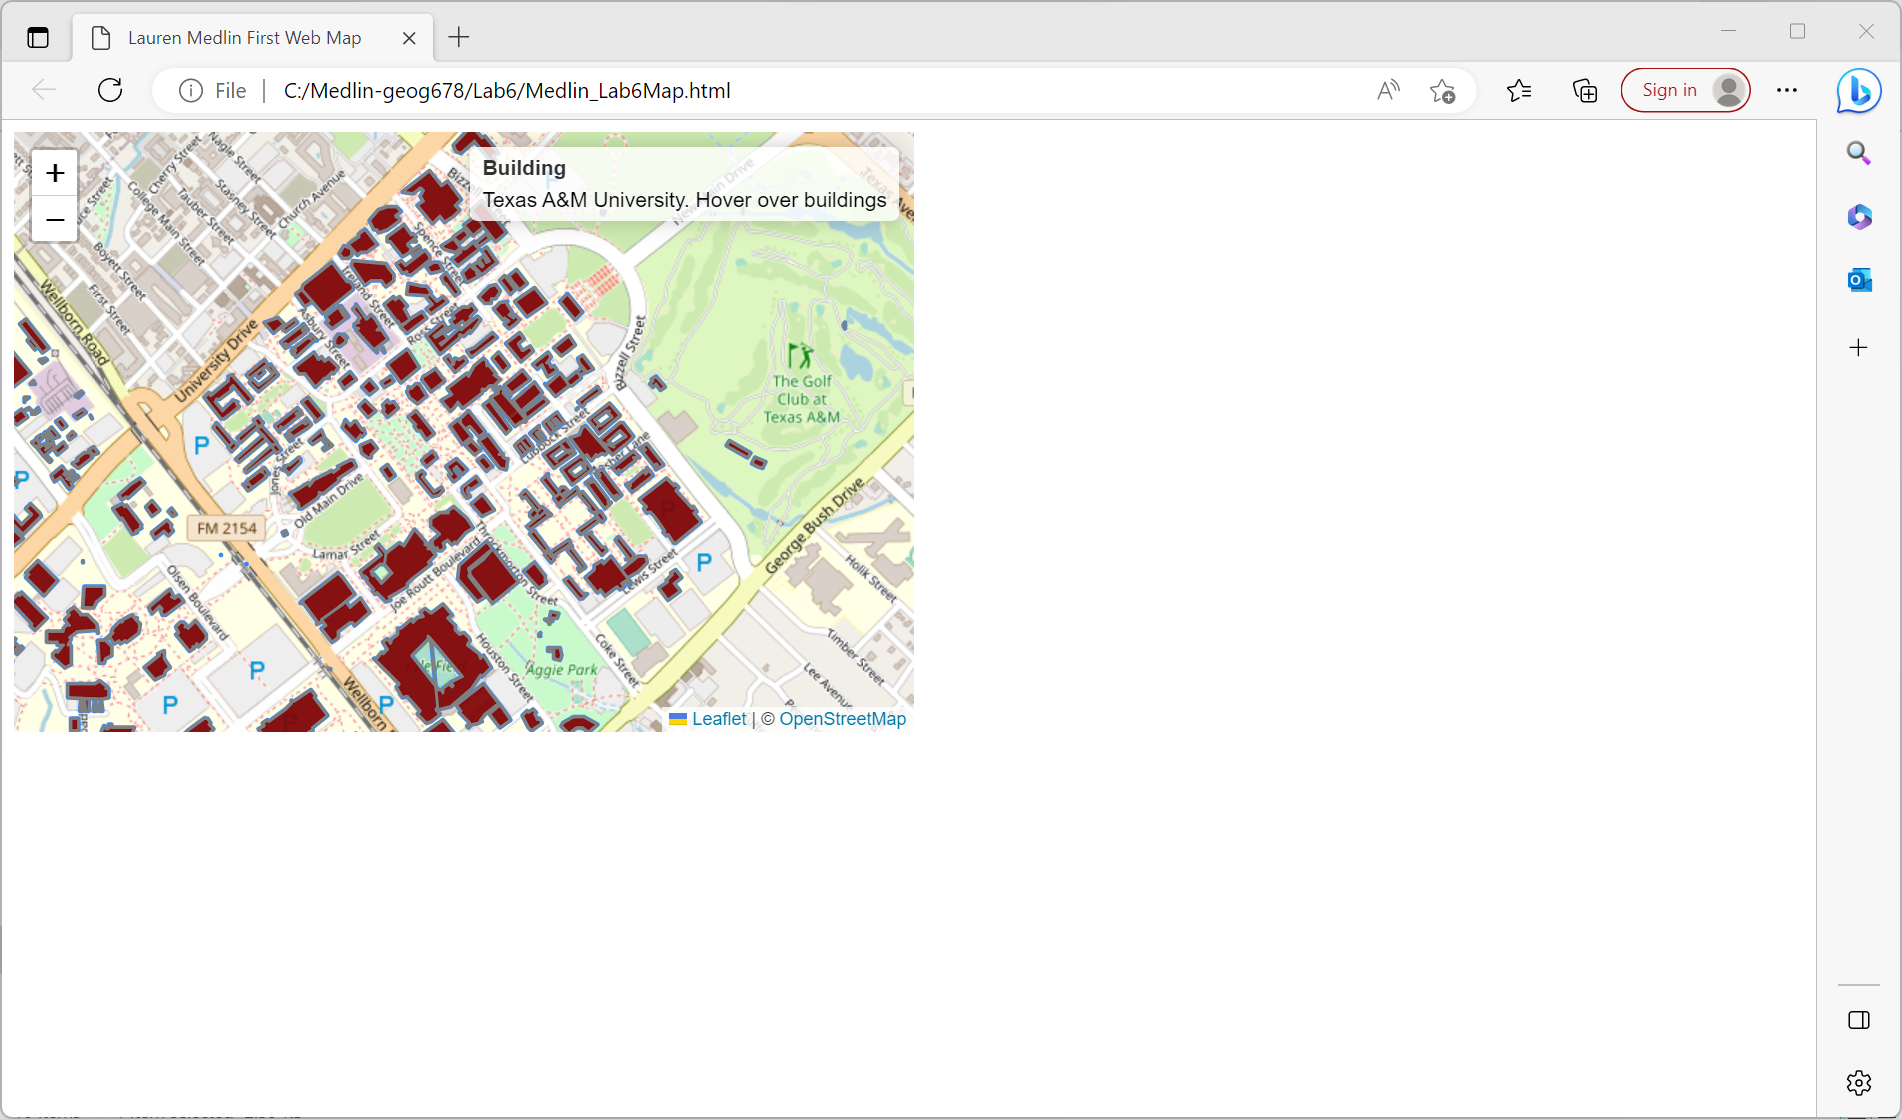 Lauren Medlin First Web Map
File
C:/Medlin-geog678/Lab6/Medlin_Lab6Map.html
Sign in
+
−
Building
Texas A&M University. Hover over buildings
Nagle Street
Cherry Street
College Main Street
Tauber Street
Stasney Street
Church Avenue
Boyett Street
First Street
Wellborn Road
University Drive
Spence Street
Ireland Street
Asbury Street
Ross Street
Bizzell Street
The Golf
Club at
Texas A&M
Lubbock Street
Jones Street
P
P
Old Main Drive
FM 2154
Lamar Street
Joe Routt Boulevard
Throckmorton Street
Lewis Street
P
George Bush Drive
Holik Street
Olsen Boulevard
Houston Street
Coke Street
Timber Street
Lee Avenue
Aggie Park
P
P
P
Wellborn
Leaflet | © OpenStreetMap